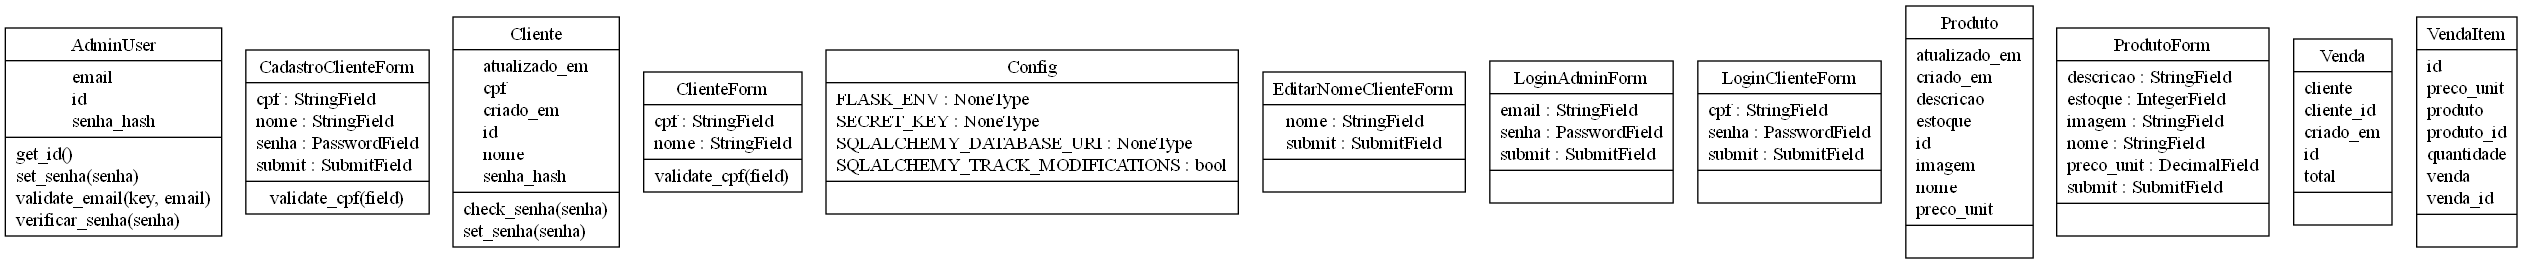 AdminUser
email
id
senha_hash
get_id()
set_senha(senha)
validate_email(key, email)
verificar_senha(senha)
CadastroClienteForm
cpf : StringField
nome : StringField
senha : PasswordField
submit : SubmitField
validate_cpf(field)
Cliente
atualizado_em
cpf
criado_em
id
nome
senha_hash
check_senha(senha)
set_senha(senha)
ClienteForm
cpf : StringField
nome : StringField
validate_cpf(field)
Config
FLASK_ENV : NoneType
SECRET_KEY : NoneType
SQLALCHEMY_DATABASE_URI : NoneType
SQLALCHEMY_TRACK_MODIFICATIONS : bool
EditarNomeClienteForm
nome : StringField
submit : SubmitField
LoginAdminForm
email : StringField
senha : PasswordField
submit : SubmitField
LoginClienteForm
cpf : StringField
senha : PasswordField
submit : SubmitField
Produto
atualizado_em
criado_em
descricao
estoque
id
imagem
nome
preco_unit
ProdutoForm
descricao : StringField
estoque : IntegerField
imagem : StringField
nome : StringField
preco_unit : DecimalField
submit : SubmitField
Venda
cliente
cliente_id
criado_em
id
total
VendaItem
id
preco_unit
produto
produto_id
quantidade
venda
venda_id